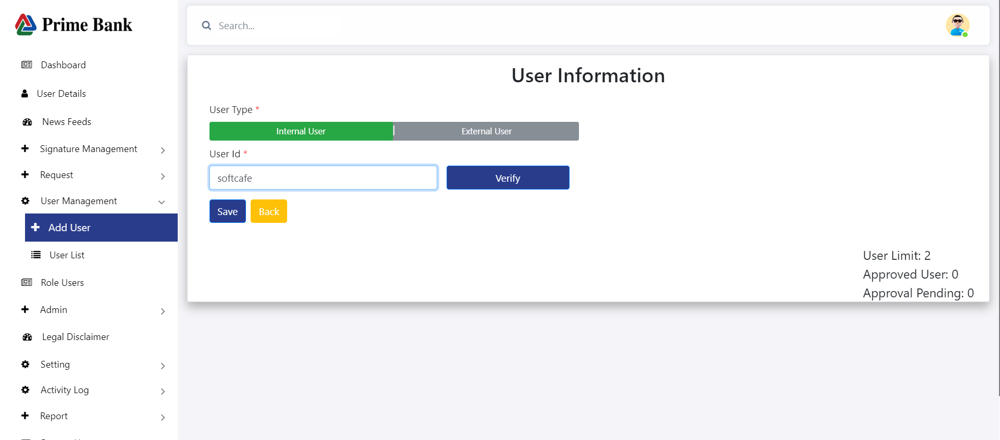 Prime Bank
Dashboard
User Details
News Feeds
Signature Management
Request
User Management
Add User
User List
Role Users
Admin
Legal Disclaimer
Setting
Activity Log
Report
Search...
User Information
User Type *
Internal User | External User
User Id *
softcafe
Verify
Save
Back
User Limit: 2
Approved User: 0
Approval Pending: 0